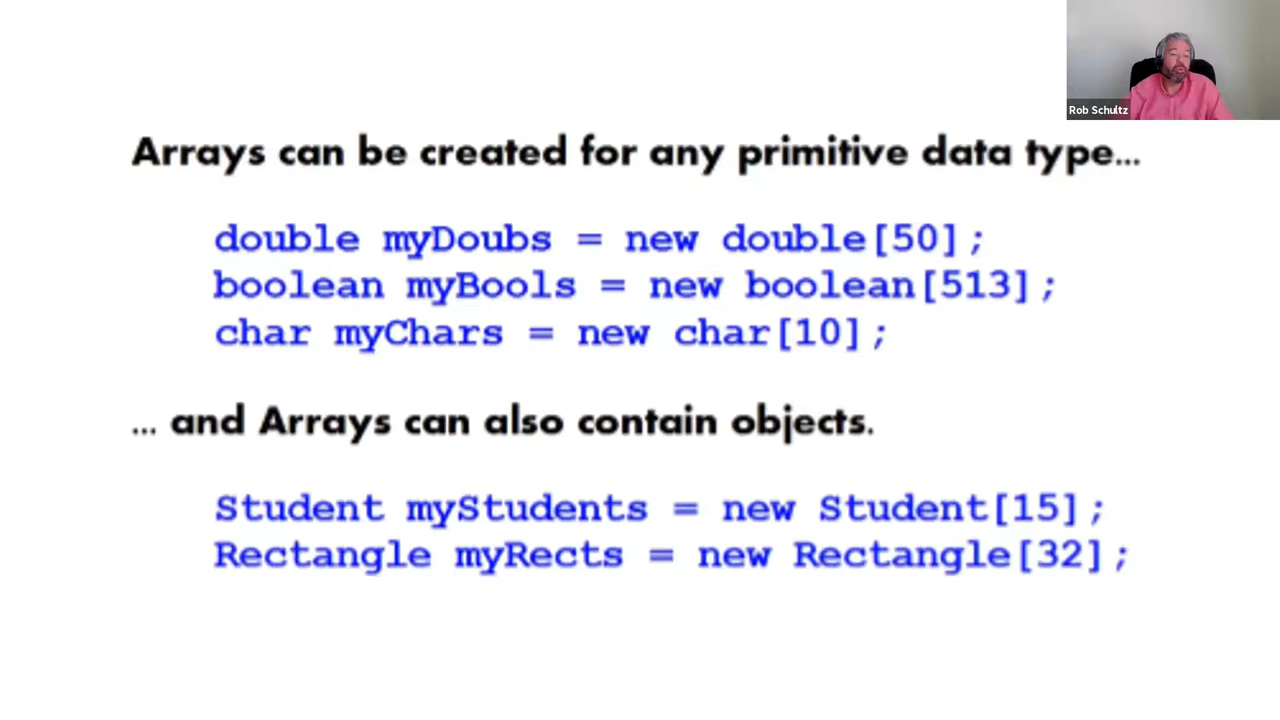 Rob Schultz
Arrays can be created for any primitive data type...
double myDoubs = new double[50];
boolean myBools = new boolean[513];
char myChars = new char[10];
... and Arrays can also contain objects.
Student myStudents = new Student[15];
Rectangle myRects = new Rectangle[32];